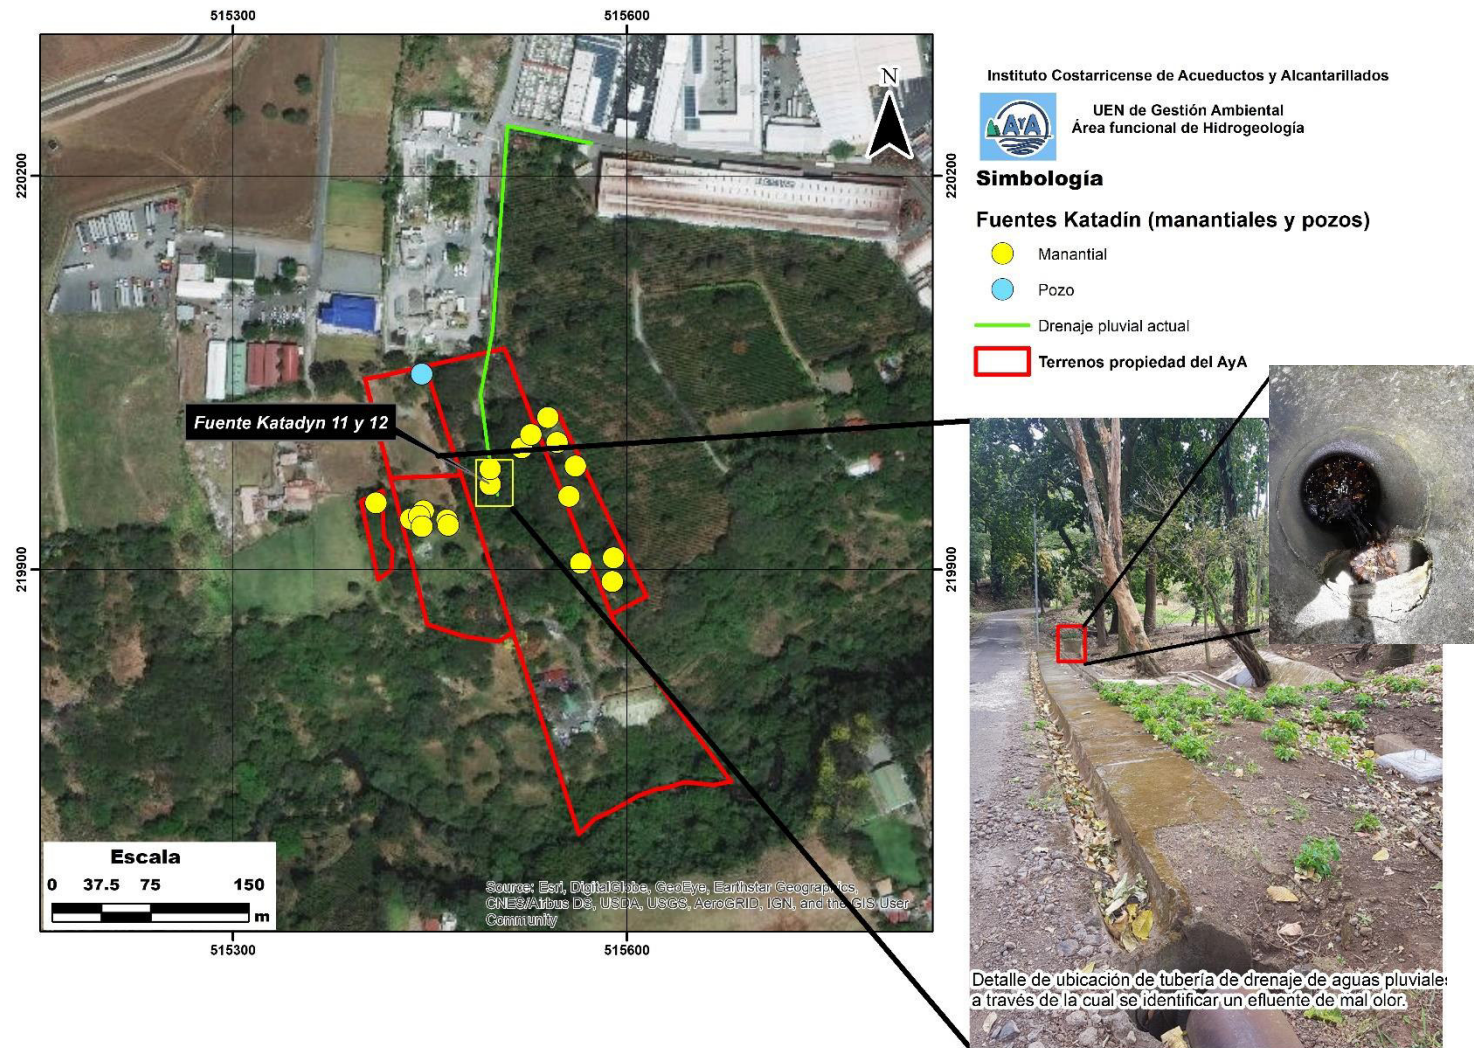 515300
515600
Instituto Costarricense de Acueductos y Alcantarillados
AyA
UEN de Gestión Ambiental
Área funcional de Hidrogeología
N
220200
220200
Simbología
Fuentes Katadín (manantiales y pozos)
Manantial
Pozo
Drenaje pluvial actual
Terrenos propiedad del AyA
Fuente Katadyn 11 y 12
219900
219900
Escala
0 37.5 75 150
m
Source: Esri, DigitalGlobe, GeoEye, Earthstar Geographics,
CNES/Airbus DS, USDA, USGS, AeroGRID, IGN, and the GIS User
Community
515300
515600
Detalle de ubicación de tubería de drenaje de aguas pluviales
a través de la cual se identificar un efluente de mal olor.